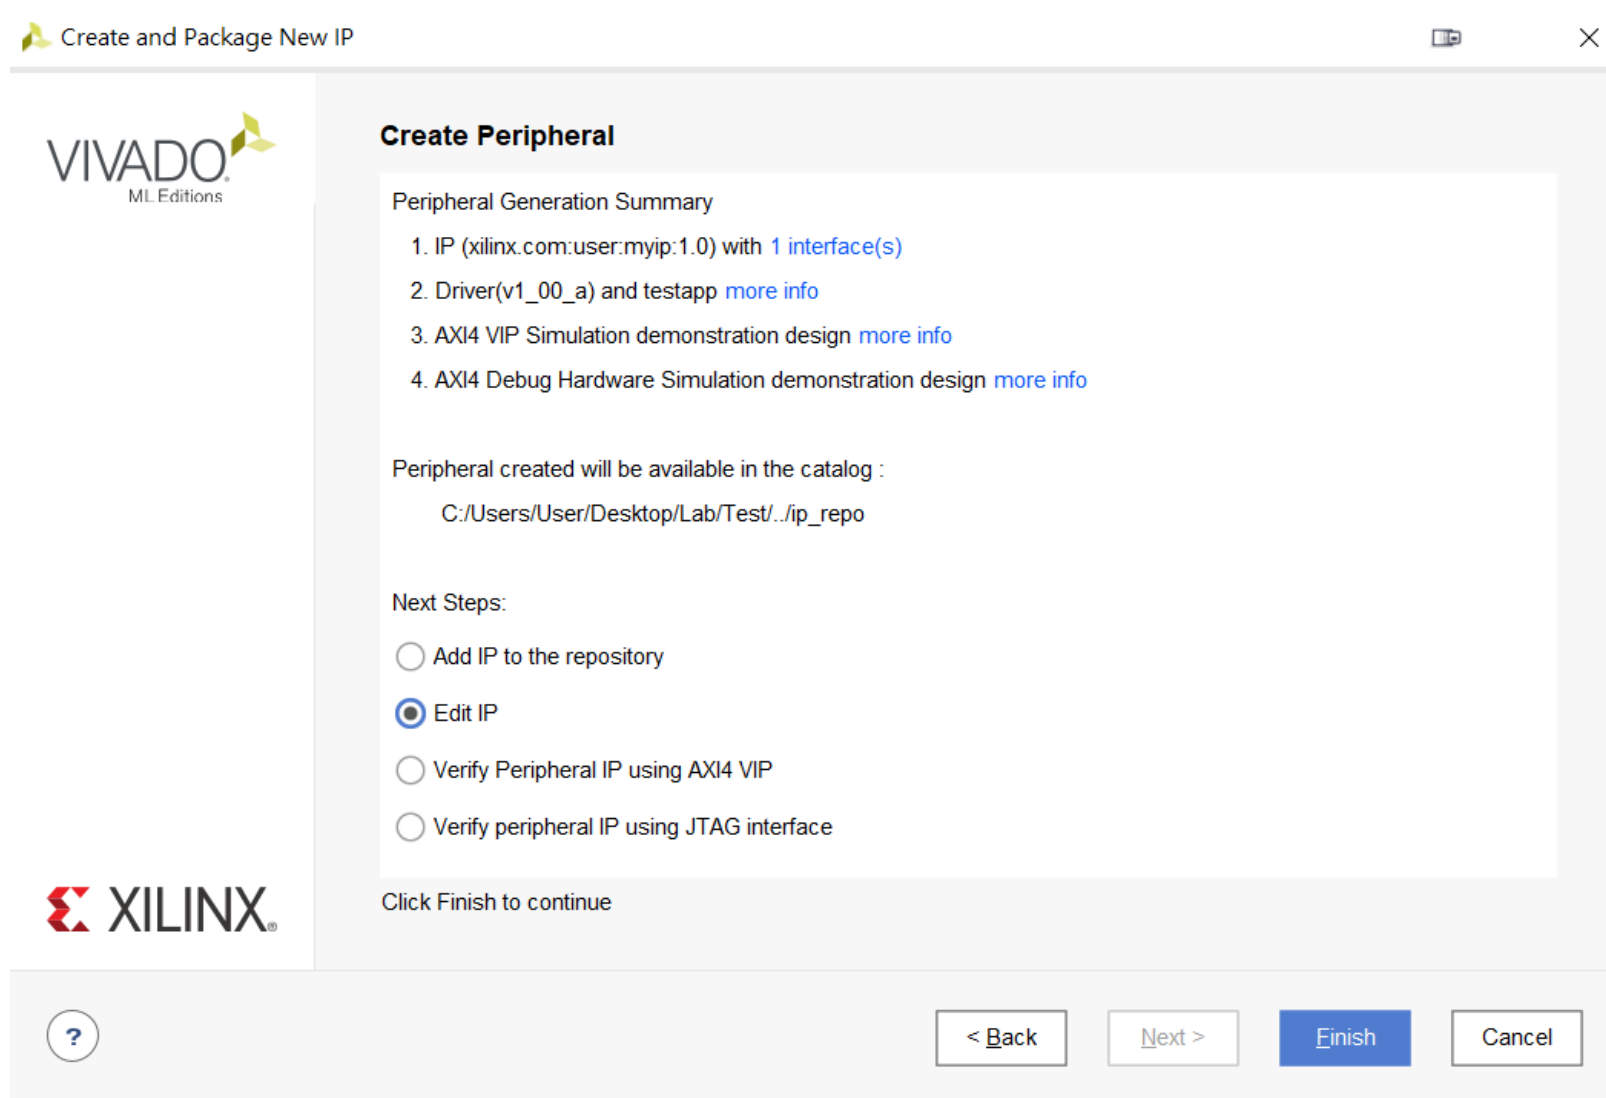 Create and Package New IP
VIVADO.
ML Editions
Create Peripheral
Peripheral Generation Summary
1. IP (xilinx.com:user:myip:1.0) with 1 interface(s)
2. Driver(v1_00_a) and testapp more info
3. AXI4 VIP Simulation demonstration design more info
4. AXI4 Debug Hardware Simulation demonstration design more info
Peripheral created will be available in the catalog :
C:/Users/User/Desktop/Lab/Test/../ip_repo
Next Steps:
Add IP to the repository
Edit IP
Verify Peripheral IP using AXI4 VIP
Verify peripheral IP using JTAG interface
Click Finish to continue
XILINX®
? < Back Next > Finish Cancel